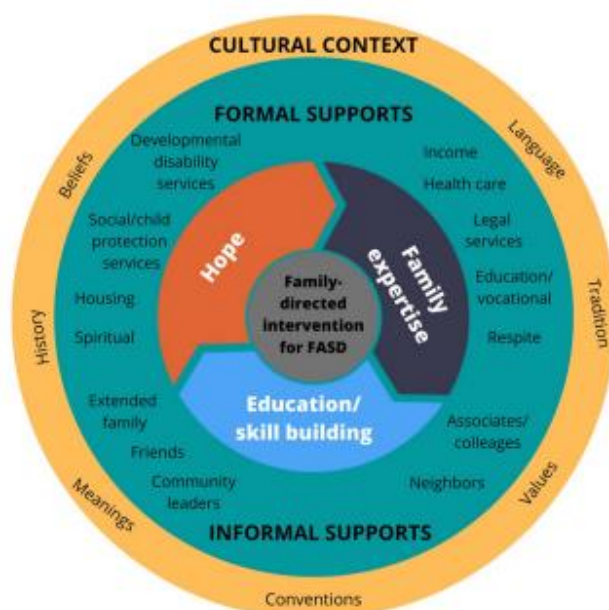 CULTURAL CONTEXT
FORMAL SUPPORTS
Developmental
disability
services
Social/child
protection
services
Housing
Spiritual
Income
Health care
Legal
services
Education/
vocational
Respite
Hope
Family
expertise
Education/
skill building
Family-
directed
intervention
for FASD
Extended
family
Friends
Community
leaders
Associates/
colleages
Neighbors
INFORMAL SUPPORTS
Language
Tradition
Values
Conventions
Meanings
History
Beliefs